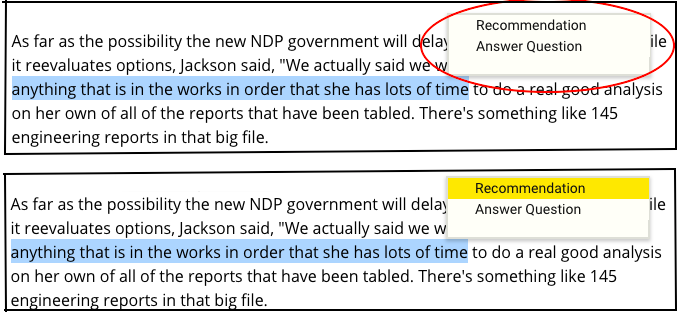 Recommendation
As far as the possibility the new NDP government will delay ile
Answer Question
it reevaluates options, Jackson said, "We actually said we w
anything that is in the works in order that she has lots of time to do a real good analysis
on her own of all of the reports that have been tabled. There's something like 145
engineering reports in that big file.
Recommendation
As far as the possibility the new NDP government will delay ile
Answer Question
it reevaluates options, Jackson said, "We actually said we w
anything that is in the works in order that she has lots of time to do a real good analysis
on her own of all of the reports that have been tabled. There's something like 145
engineering reports in that big file.